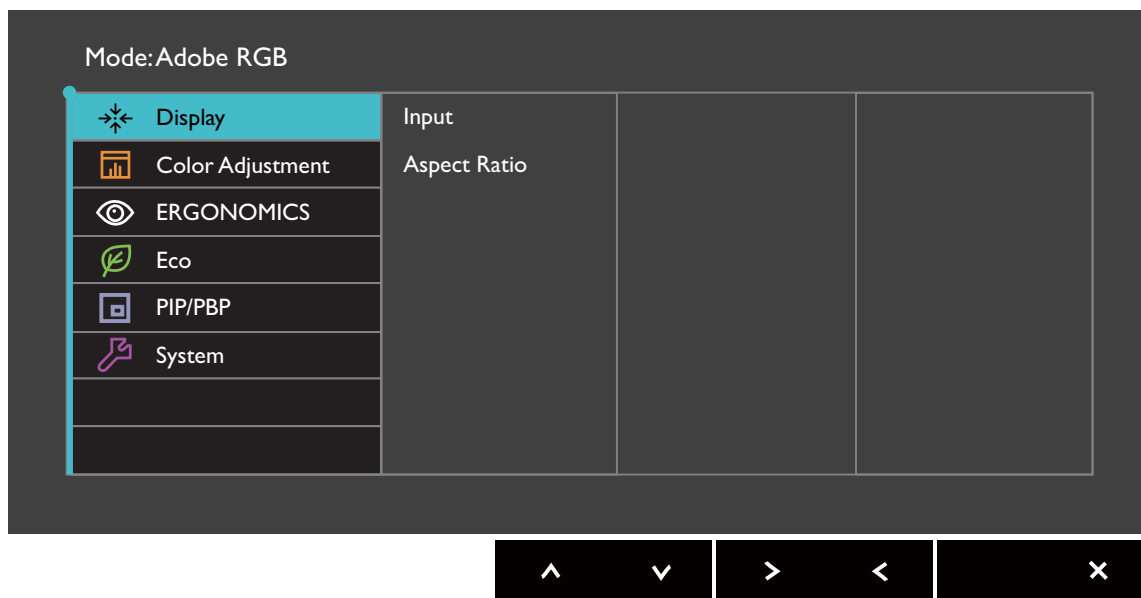 Mode: Adobe RGB
Display
Input
Color Adjustment
Aspect Ratio
ERGONOMICS
Eco
PIP/PBP
System